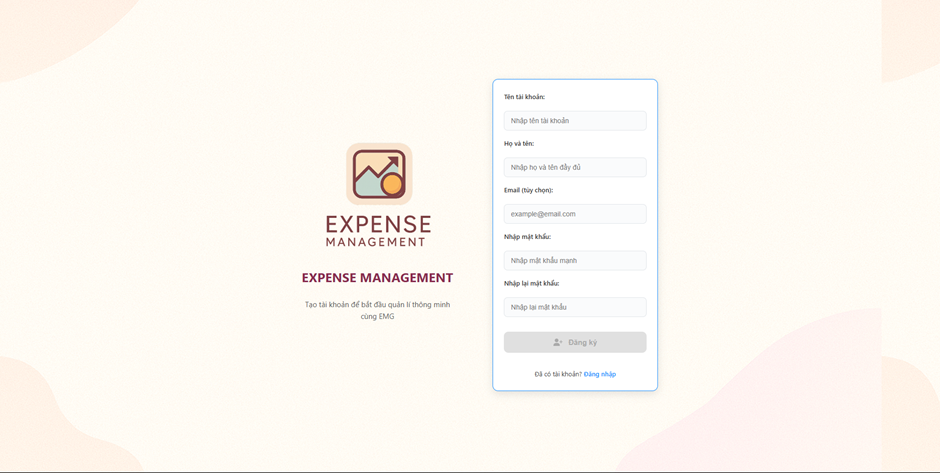 EXPENSE
MANAGEMENT
EXPENSE MANAGEMENT
Tạo tài khoản để bắt đầu quản lí thông minh
cùng EMG
Tên tài khoản:
Nhập tên tài khoản
Họ và tên:
Nhập họ và tên đầy đủ
Email (tùy chọn):
example@email.com
Nhập mật khẩu:
Nhập mật khẩu mạnh
Nhập lại mật khẩu:
Nhập lại mật khẩu
Đăng ký
Đã có tài khoản? Đăng nhập